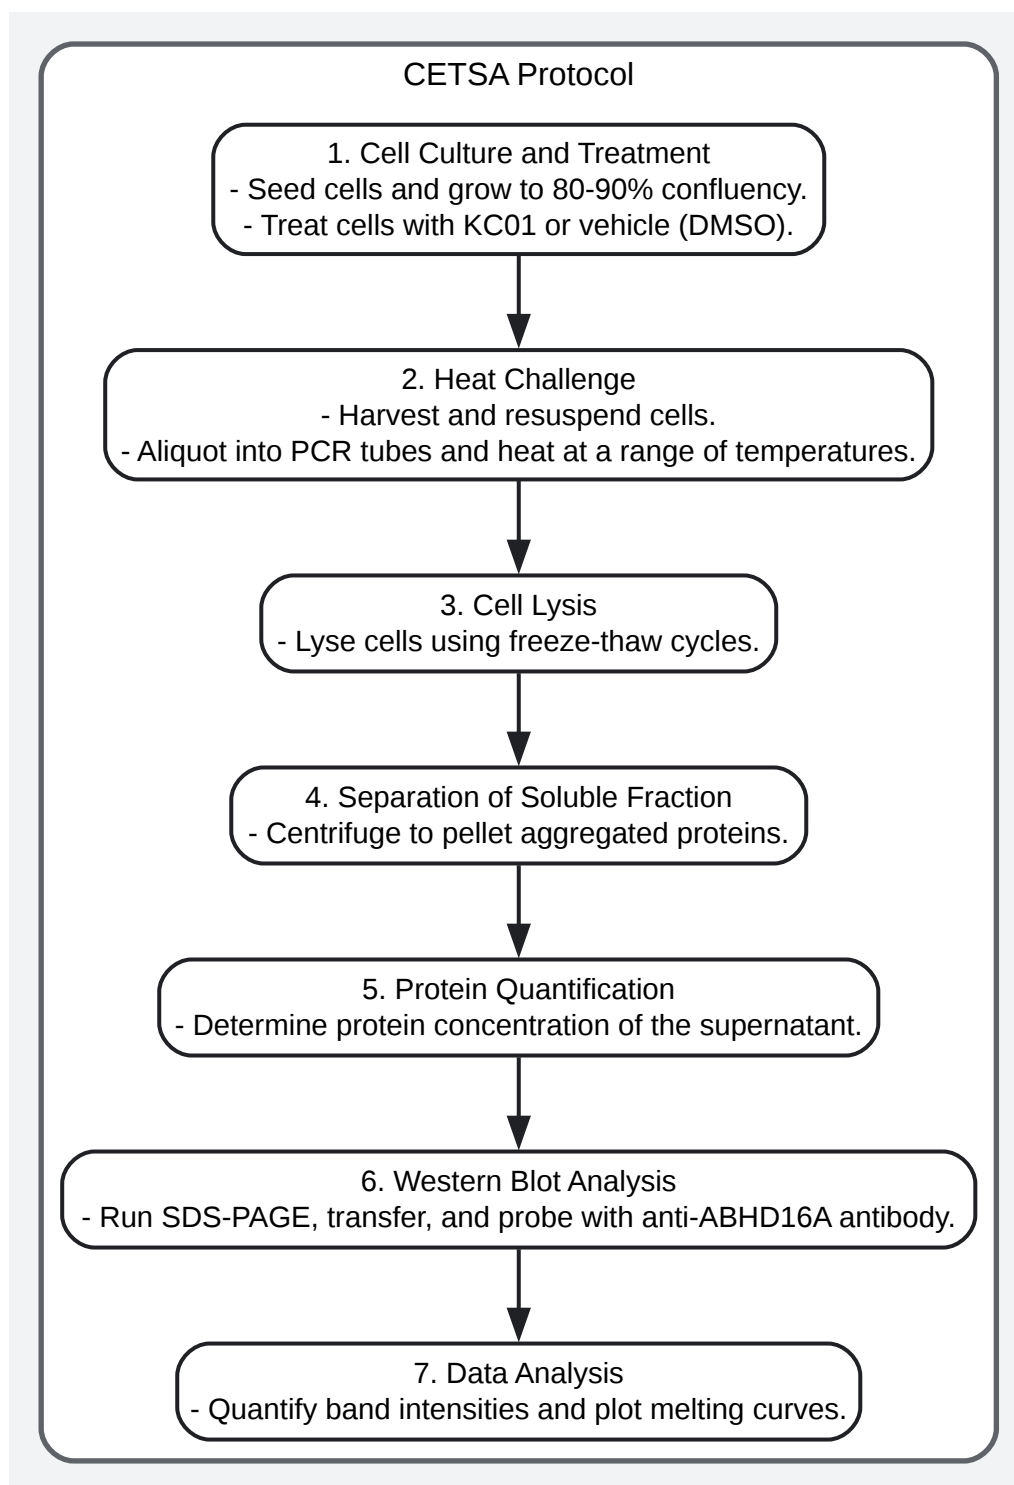 CETSA Protocol
1. Cell Culture and Treatment
- Seed cells and grow to 80-90% confluency.
- Treat cells with KC01 or vehicle (DMSO).
2. Heat Challenge
- Harvest and resuspend cells.
- Aliquot into PCR tubes and heat at a range of temperatures.
3. Cell Lysis
- Lyse cells using freeze-thaw cycles.
4. Separation of Soluble Fraction
- Centrifuge to pellet aggregated proteins.
5. Protein Quantification
- Determine protein concentration of the supernatant.
6. Western Blot Analysis
- Run SDS-PAGE, transfer, and probe with anti-ABHD16A antibody.
7. Data Analysis
- Quantify band intensities and plot melting curves.